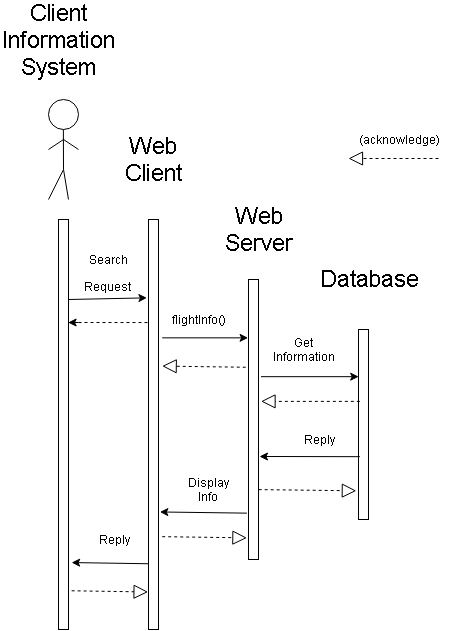 Client
Information
System
Web
Client
(acknowledge)
Web
Server
Database
Search
Request
flightInfo()
Get
Information
Reply
Display
Info
Reply